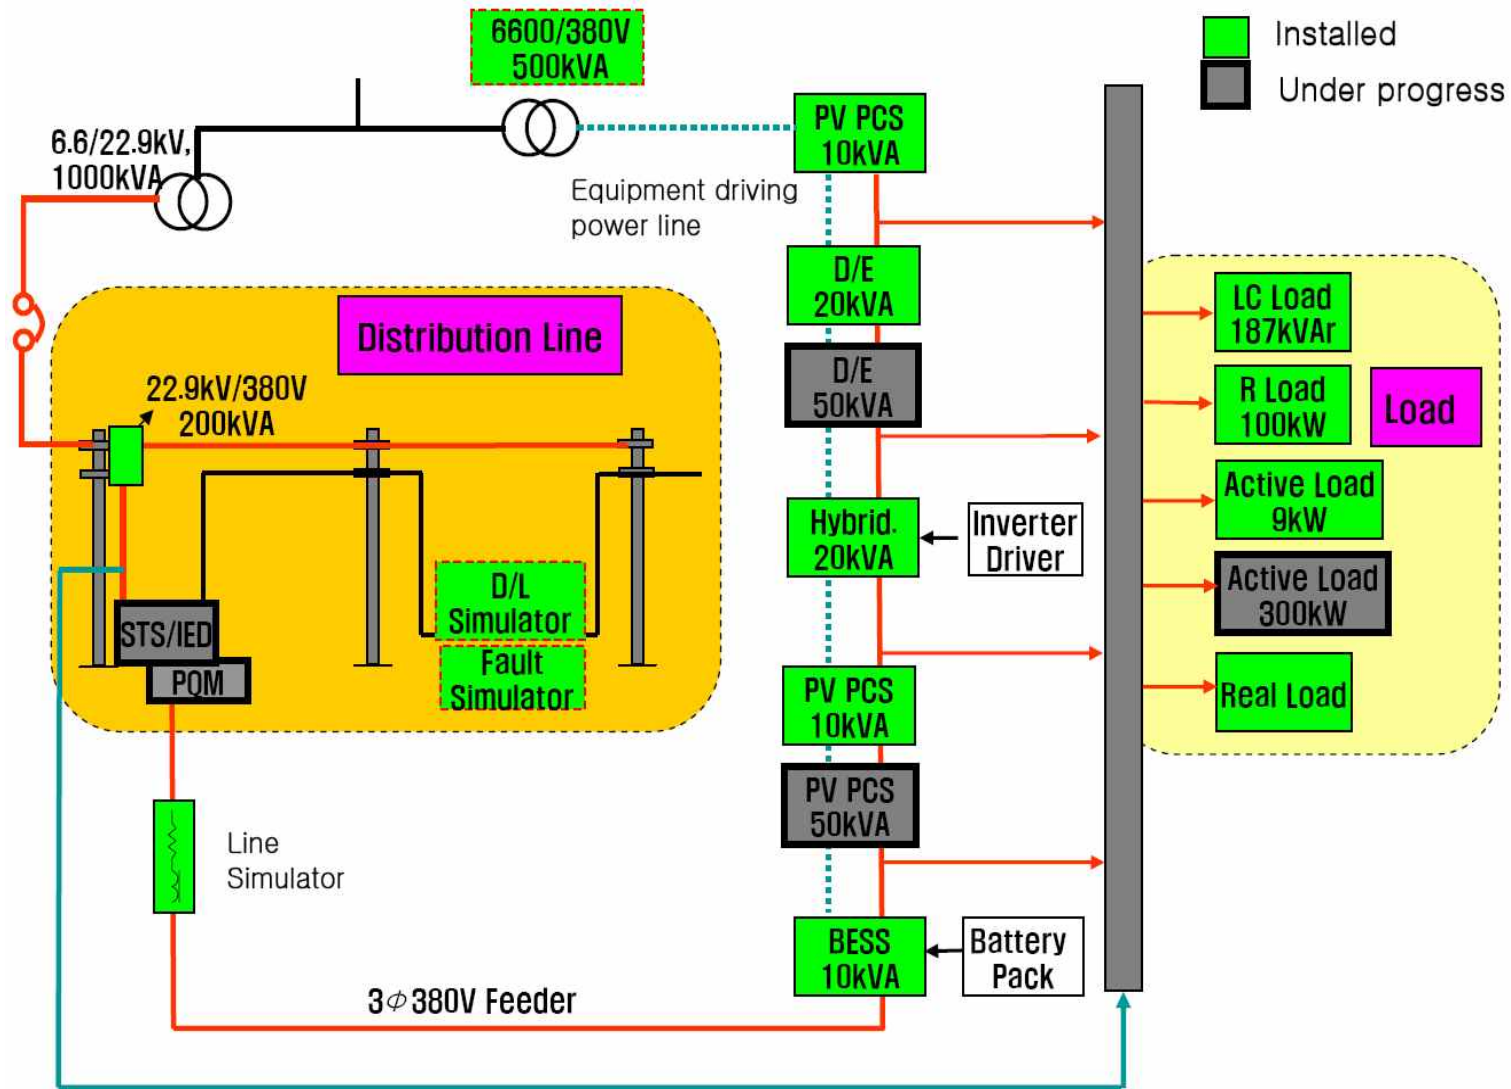 6600/380V
500kVA
Installed
Under progress
6.6/22.9kV,
1000kVA
PV PCS
10kVA
Equipment driving
power line
D/E
20kVA
D/E
50kVA
Distribution Line
22.9kV/380V
200kVA
LC Load
187kVAr
R Load
100kW
Load
Active Load
9kW
Active Load
300kW
Real Load
Hybrid.
20kVA
Inverter
Driver
D/L
Simulator
Fault
Simulator
STS/IED
PQM
PV PCS
10kVA
PV PCS
50kVA
Line
Simulator
BESS
10kVA
Battery
Pack
3φ380V Feeder